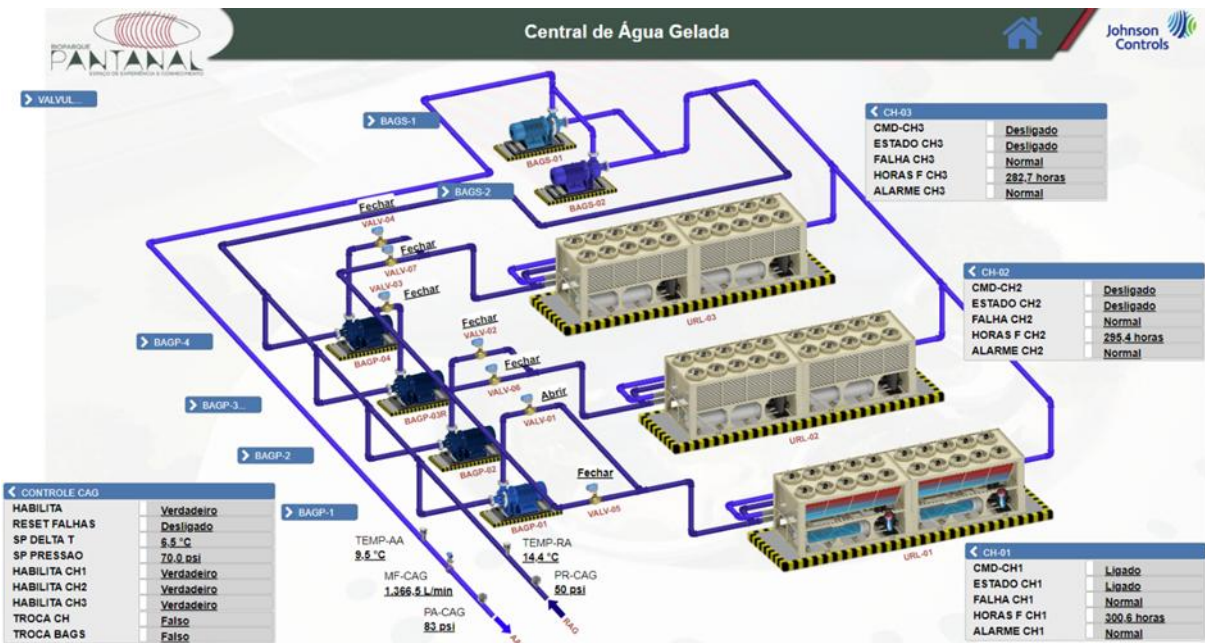 BIOPARQUE
PANTANAL
ESPAÇO DE EXPERIÊNCIA E CONHECIMENTO
Central de Água Gelada
Johnson
Controls
VALVUL...
BAGS-1
BAGS-01
BAGS-2
BAGS-02
CH-03
CMD-CH3 Desligado
ESTADO CH3 Desligado
FALHA CH3 Normal
HORAS F CH3 282,7 horas
ALARME CH3 Normal
Fechar
VALV-04
Fechar
VALV-07
VALV-03
Fechar
URL-03
CH-02
CMD-CH2 Desligado
ESTADO CH2 Desligado
FALHA CH2 Normal
HORAS F CH2 295,4 horas
ALARME CH2 Normal
BAGP-4
BAGP-04
Fechar
VALV-02
Fechar
VALV-06
BAGP-3...
BAGP-03R
Abrir
VALV-01
URL-02
BAGP-2
BAGP-02
Fechar
VALV-05
BAGP-1
BAGP-01
URL-01
CONTROLE CAG
HABILITA Verdadeiro
RESET FALHAS Desligado
SP DELTA T 6,5 °C
SP PRESSAO 70,0 psi
HABILITA CH1 Verdadeiro
HABILITA CH2 Verdadeiro
HABILITA CH3 Verdadeiro
TROCA CH Falso
TROCA BAGS Falso
TEMP-AA
9,5 °C
TEMP-RA
14,4 °C
MF-CAG
1.366,5 L/min
PR-CAG
50 psi
PA-CAG
83 psi
RAG
CH-01
CMD-CH1 Ligado
ESTADO CH1 Ligado
FALHA CH1 Normal
HORAS F CH1 300,6 horas
ALARME CH1 Normal